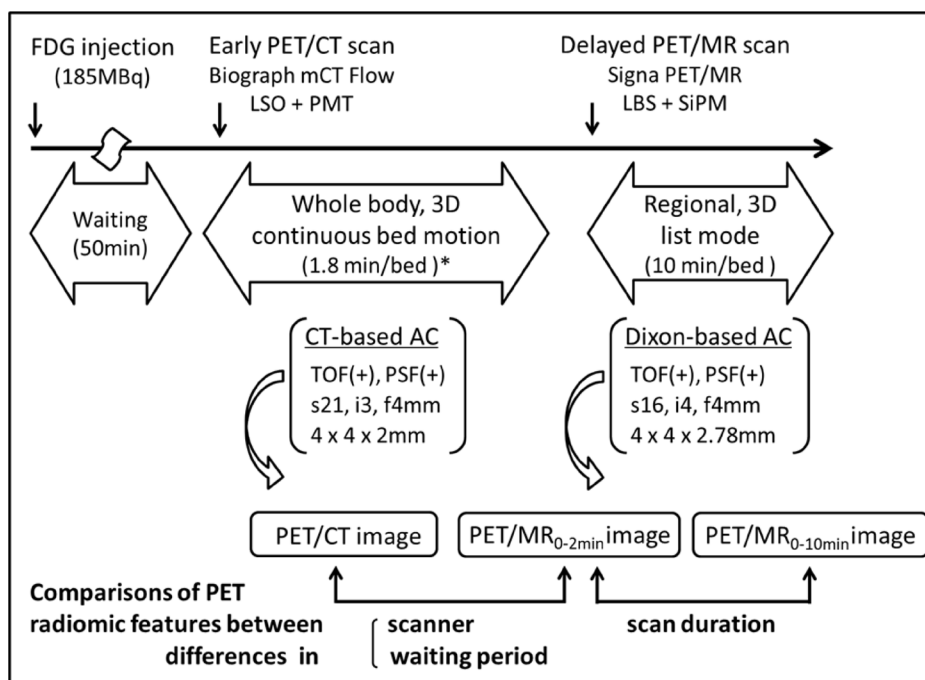 FDG injection
(185MBq)
Early PET/CT scan
Biograph mCT Flow
LSO + PMT
Delayed PET/MR scan
Signa PET/MR
LBS + SiPM
Waiting
(50min)
Whole body, 3D
continuous bed motion
(1.8 min/bed )*
Regional, 3D
list mode
(10 min/bed )
CT-based AC
TOF(+), PSF(+)
s21, i3, f4mm
4 x 4 x 2mm
Dixon-based AC
TOF(+), PSF(+)
s16, i4, f4mm
4 x 4 x 2.78mm
PET/CT image
PET/MR0-2min image
PET/MR0-10min image
Comparisons of PET
radiomic features between
differences in
scanner
waiting period
scan duration